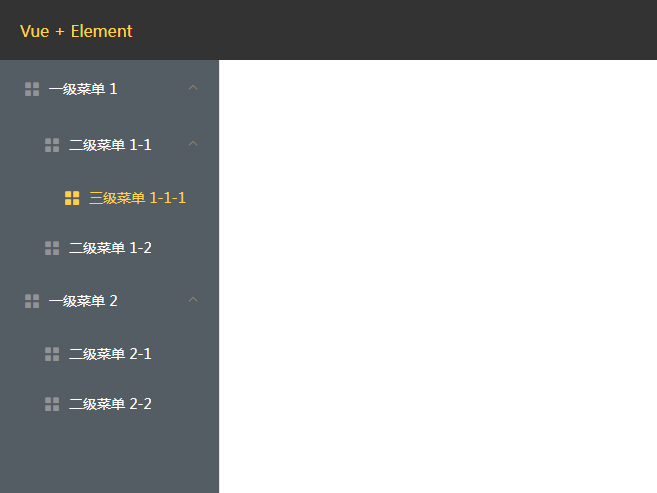 Vue + Element
一级菜单 1
二级菜单 1-1
三级菜单 1-1-1
二级菜单 1-2
一级菜单 2
二级菜单 2-1
二级菜单 2-2